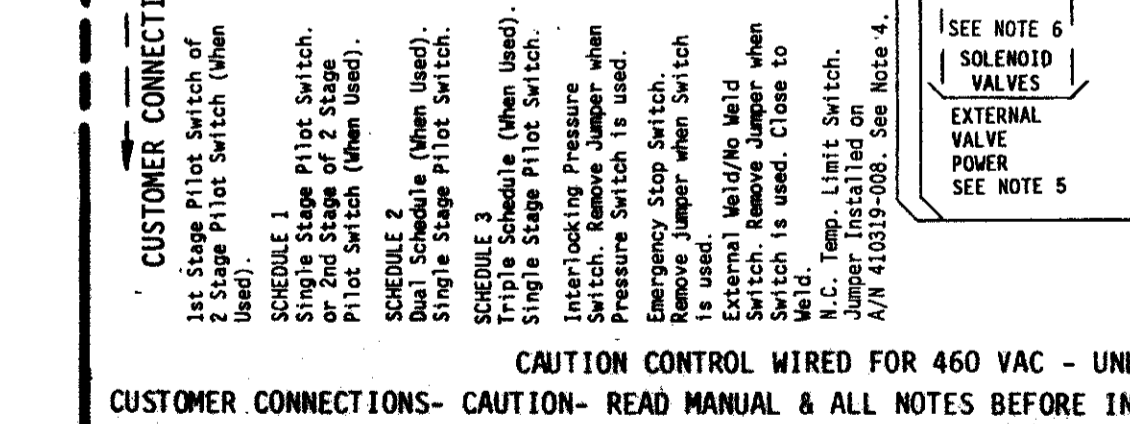 CUSTOMER CONNECTI
1st Stage Pilot Switch of
2 Stage Pilot Switch (When
Used).
SCHEDULE 1
Single Stage Pilot Switch.
or 2nd Stage of 2 Stage
Pilot Switch (When Used).
SCHEDULE 2
Dual Schedule (When Used).
Single Stage Pilot Switch.
SCHEDULE 3
Triple Schedule (When Used).
Single Stage Pilot Switch.
Interlocking Pressure
Switch. Remove Jumper when
Pressure Switch is used.
Emergency Stop Switch.
Remove jumper when Switch
is used.
External Weld/No Weld
Switch. Remove Jumper when
Switch is used. Close to
Weld.
N.C. Temp. Limit Switch.
Jumper Installed on
A/N 410319-008. See Note 4.
SEE NOTE 6
SOLENOID
VALVES
EXTERNAL
VALVE
POWER
SEE NOTE 5
CAUTION CONTROL WIRED FOR 460 VAC - UN
CUSTOMER CONNECTIONS- CAUTION- READ MANUAL & ALL NOTES BEFORE IN